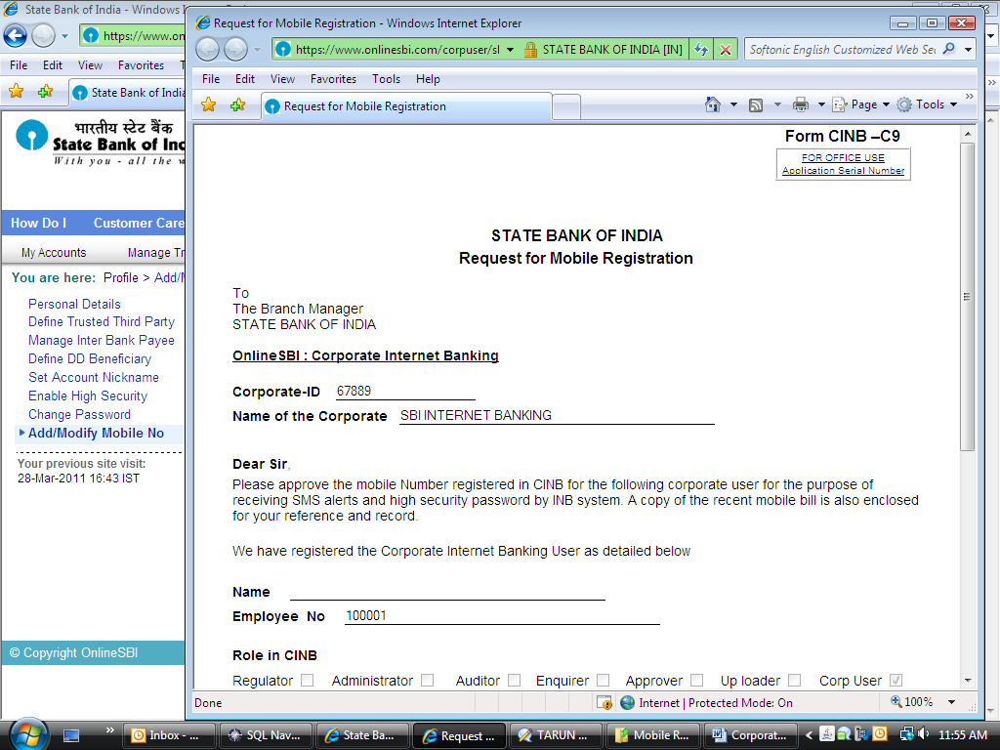 State Bank of India - Windows I
https://www.on
File Edit View Favorites T
State Bank of India
भारतीय स्टेट बैंक
State Bank of Inc
With you - all the w
How Do I Customer Care
My Accounts Manage Tr
You are here: Profile > Add/M
Personal Details
Define Trusted Third Party
Manage Inter Bank Payee
Define DD Beneficiary
Set Account Nickname
Enable High Security
Change Password
Add/Modify Mobile No
Your previous site visit:
28-Mar-2011 16:43 IST
© Copyright OnlineSBI
Request for Mobile Registration - Windows Internet Explorer
https://www.onlinesbi.com/corpuser/sl STATE BANK OF INDIA [IN] Softonic English Customized Web Sea
File Edit View Favorites Tools Help
Request for Mobile Registration Page Tools
Form CINB –C9
FOR OFFICE USE
Application Serial Number
STATE BANK OF INDIA
Request for Mobile Registration
To
The Branch Manager
STATE BANK OF INDIA
OnlineSBI : Corporate Internet Banking
Corporate-ID 67889
Name of the Corporate SBI INTERNET BANKING
Dear Sir,
Please approve the mobile Number registered in CINB for the following corporate user for the purpose of
receiving SMS alerts and high security password by INB system. A copy of the recent mobile bill is also enclosed
for your reference and record.
We have registered the Corporate Internet Banking User as detailed below
Name
Employee No 100001
Role in CINB
Regulator Administrator Auditor Enquirer Approver Up loader Corp User
Done Internet | Protected Mode: On 100%
Inbox - ... SQL Nav... State Ba... Request ... TARUN ... Mobile R... Corporat... 11:55 AM